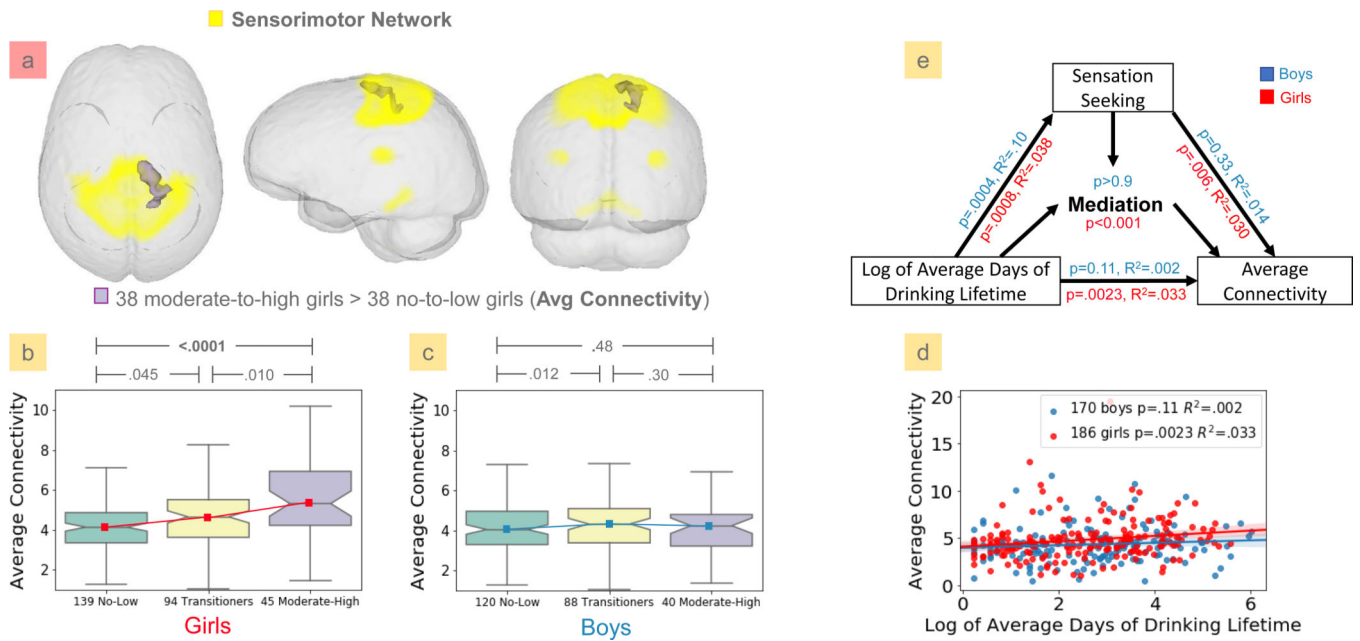 Sensorimotor Network
a
38 moderate-to-high girls > 38 no-to-low girls (Avg Connectivity)
b
<.0001
.045
.010
Average Connectivity
10
8
6
4
2
139 No-Low
94 Transitioners
45 Moderate-High
Girls
c
.48
.012
.30
Average Connectivity
10
8
6
4
2
120 No-Low
88 Transitioners
40 Moderate-High
Boys
e
Boys
Girls
Sensation
Seeking
p=.0004, R²=.10
p=.0008, R²=.038
p=0.33, R²=.014
p=.006, R²=.030
p>0.9
Mediation
p<0.001
Log of Average Days of
Drinking Lifetime
p=0.11, R²=.002
p=.0023, R²=.033
Average
Connectivity
d
Average Connectivity
20
15
10
5
0
170 boys p=.11 R²=.002
186 girls p=.0023 R²=.033
0
2
4
6
Log of Average Days of Drinking Lifetime